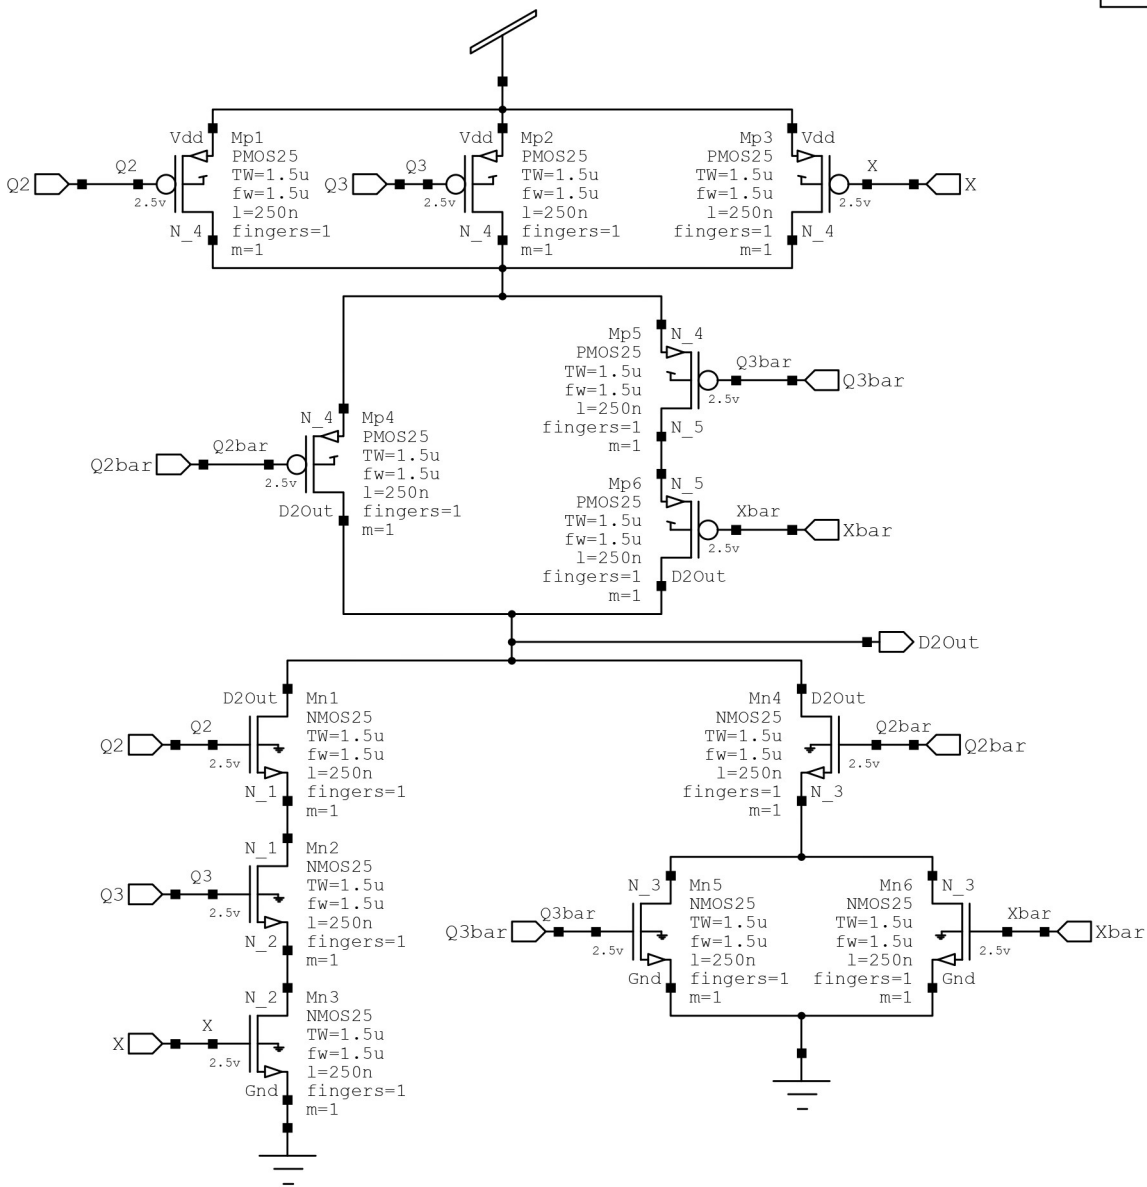 Vdd Mp1
PMOS25
TW=1.5u
fw=1.5u
l=250n
fingers=1
m=1
Q2
Q2
2.5v
N_4
Vdd Mp2
PMOS25
TW=1.5u
fw=1.5u
l=250n
fingers=1
m=1
Q3
Q3
2.5v
N_4
Mp3 Vdd
PMOS25
TW=1.5u
fw=1.5u
l=250n
fingers=1
m=1
X
X
2.5v
N_4
Mp5 N_4
PMOS25
TW=1.5u
fw=1.5u
l=250n
fingers=1
m=1
Q3bar
Q3bar
2.5v
N_5
N_4 Mp4
PMOS25
TW=1.5u
fw=1.5u
l=250n
fingers=1
m=1
Q2bar
Q2bar
2.5v
D2Out
Mp6 N_5
PMOS25
TW=1.5u
fw=1.5u
l=250n
fingers=1
m=1
Xbar
Xbar
2.5v
D2Out
D2Out
D2Out Mn1
NMOS25
TW=1.5u
fw=1.5u
l=250n
fingers=1
m=1
Q2
Q2
2.5v
N_1
Mn4 D2Out
NMOS25
TW=1.5u
fw=1.5u
l=250n
fingers=1
m=1
Q2bar
Q2bar
2.5v
N_3
N_1 Mn2
NMOS25
TW=1.5u
fw=1.5u
l=250n
fingers=1
m=1
Q3
Q3
2.5v
N_2
N_3 Mn5
NMOS25
TW=1.5u
fw=1.5u
l=250n
fingers=1
m=1
Q3bar
Q3bar
2.5v
Gnd
Mn6 N_3
NMOS25
TW=1.5u
fw=1.5u
l=250n
fingers=1
m=1
Xbar
Xbar
2.5v
Gnd
N_2 Mn3
NMOS25
TW=1.5u
fw=1.5u
l=250n
fingers=1
m=1
X
X
2.5v
Gnd